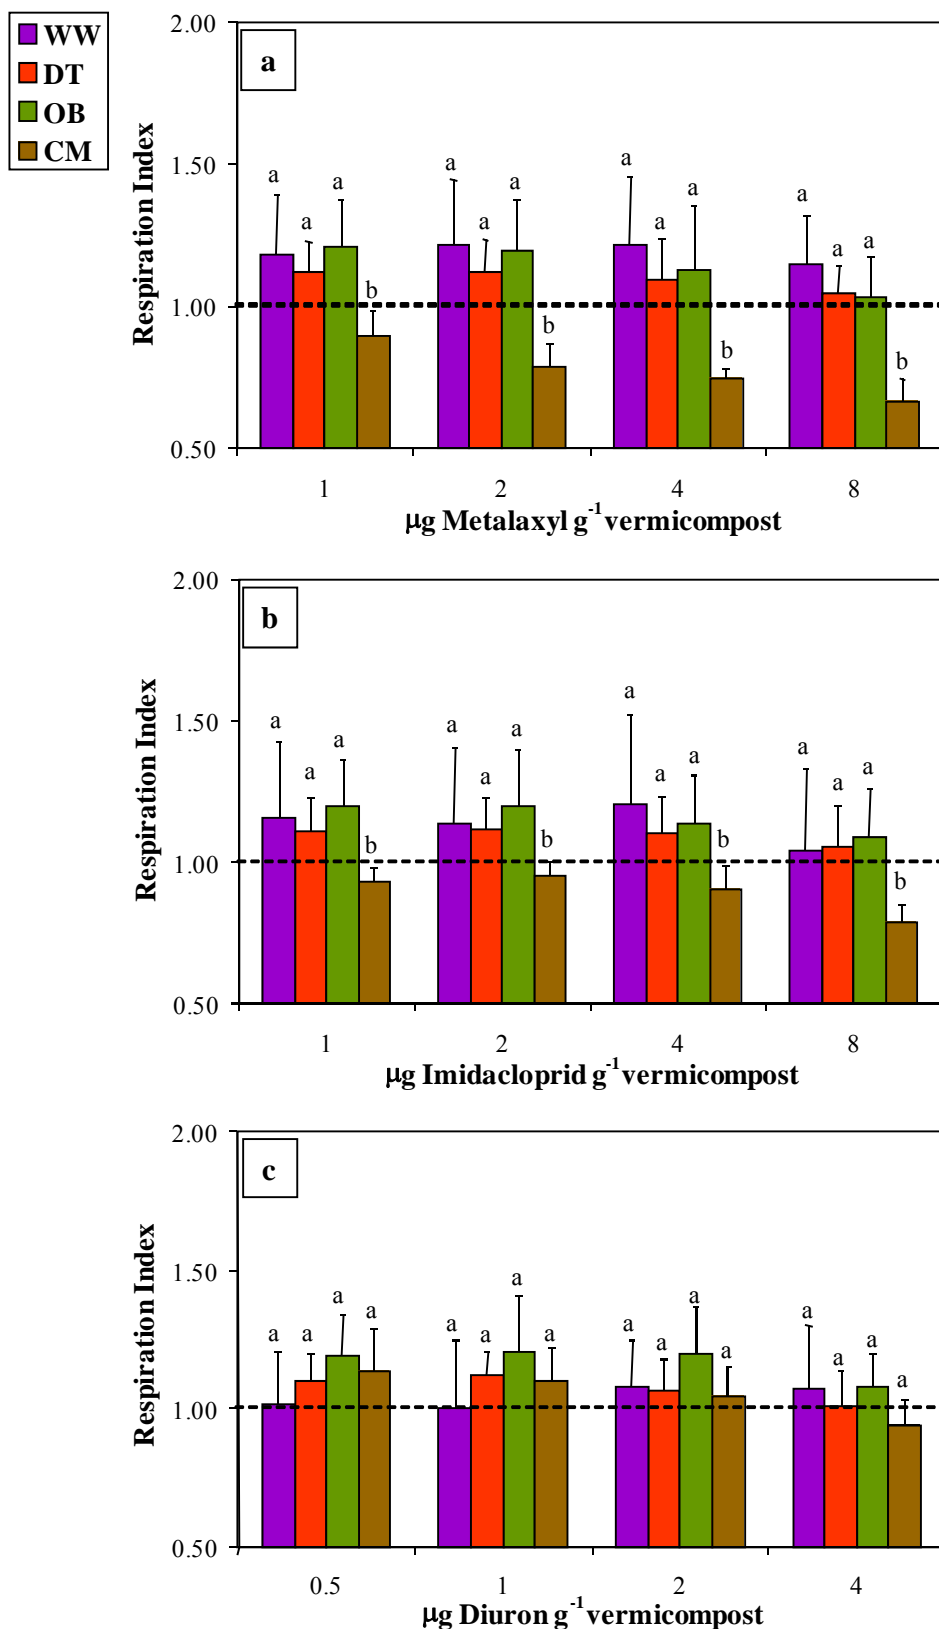 WW
DT
OB
CM
a
2.00
1.50
1.00
0.50
Respiration Index
a a a b
a a a b
a a a b
a a a b
1 2 4 8
µg Metalaxyl g-1 vermicompost
b
2.00
1.50
1.00
0.50
Respiration Index
a a a b
a a a b
a a a b
a a a b
1 2 4 8
µg Imidacloprid g-1 vermicompost
c
2.00
1.50
1.00
0.50
Respiration Index
a a a a
a a a a
a a a a
a a a a
0.5 1 2 4
µg Diuron g-1 vermicompost